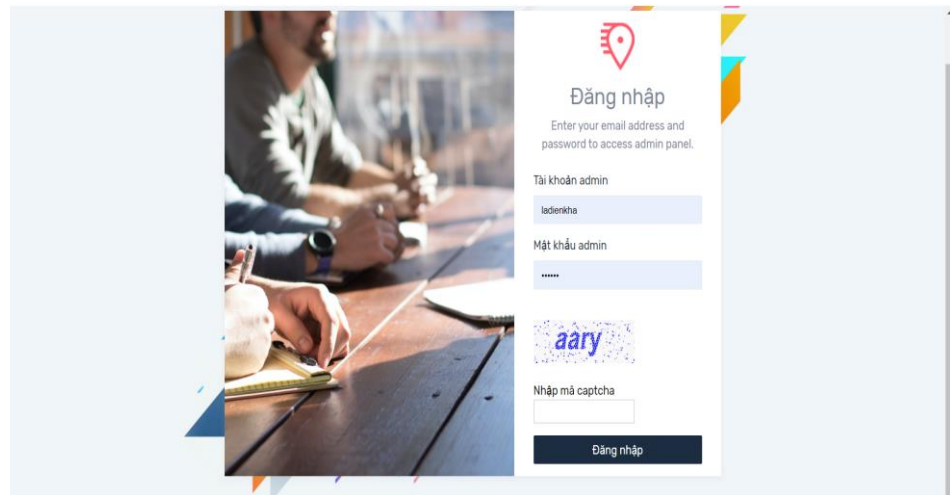 Đăng nhập
Enter your email address and
password to access admin panel.
Tài khoản admin
ladienkha
Mật khẩu admin
••••••
aary
Nhập mã captcha
Đăng nhập